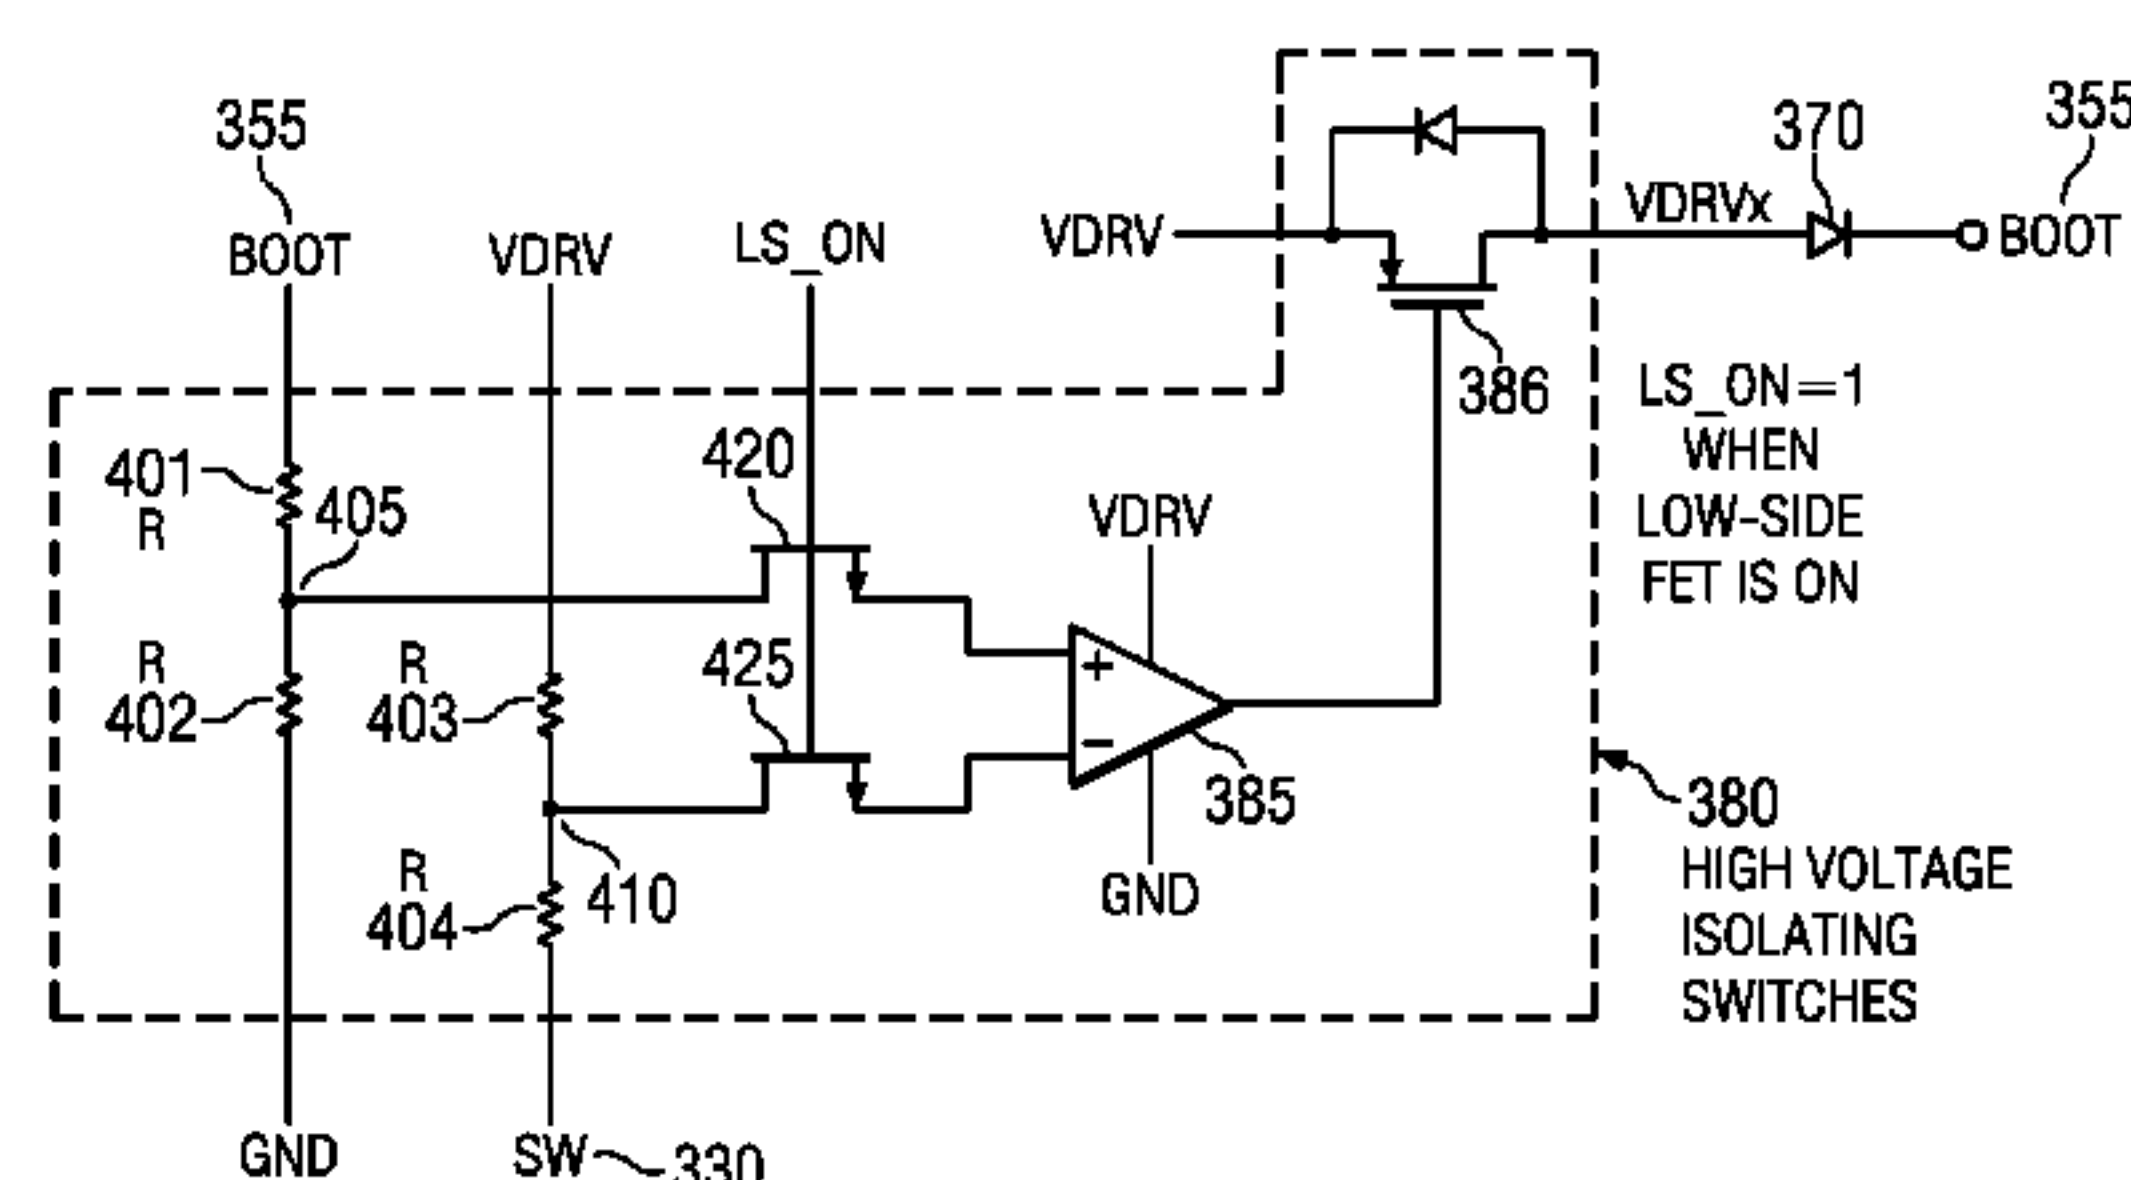 355
BOOT
VDRV
LS_ON
VDRV
VDRVx
370
355
BOOT
386
LS_ON=1
WHEN
LOW-SIDE
FET IS ON
401
R
405
420
R
402
R
403
425
VDRV
+
−
385
GND
R
404
410
380
HIGH VOLTAGE
ISOLATING
SWITCHES
GND
SW
330